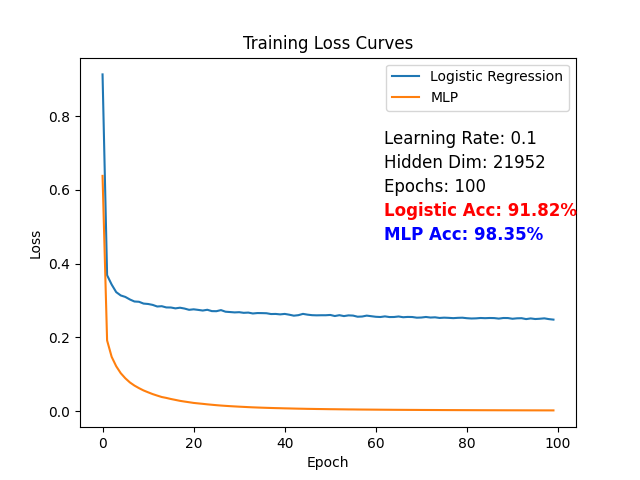 Training Loss Curves
Logistic Regression
MLP
Learning Rate: 0.1
Hidden Dim: 21952
Epochs: 100
Logistic Acc: 91.82%
MLP Acc: 98.35%
Loss
0.8
0.6
0.4
0.2
0.0
0 20 40 60 80 100
Epoch